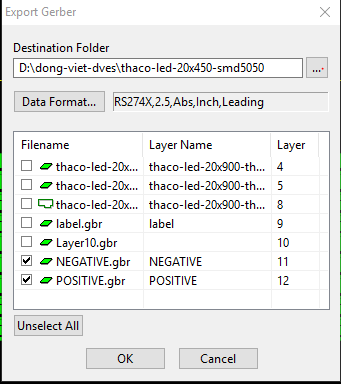 Export Gerber
Destination Folder
D:\dong-viet-dves\thaco-led-20x450-smd5050
...
Data Format...
RS274X,2.5,Abs,Inch,Leading
Filename Layer Name Layer
thaco-led-20x... thaco-led-20x900-th... 4
thaco-led-20x... thaco-led-20x900-th... 5
thaco-led-20x... thaco-led-20x900-th... 8
label.gbr label 9
Layer10.gbr 10
NEGATIVE.gbr NEGATIVE 11
POSITIVE.gbr POSITIVE 12
Unselect All
OK Cancel